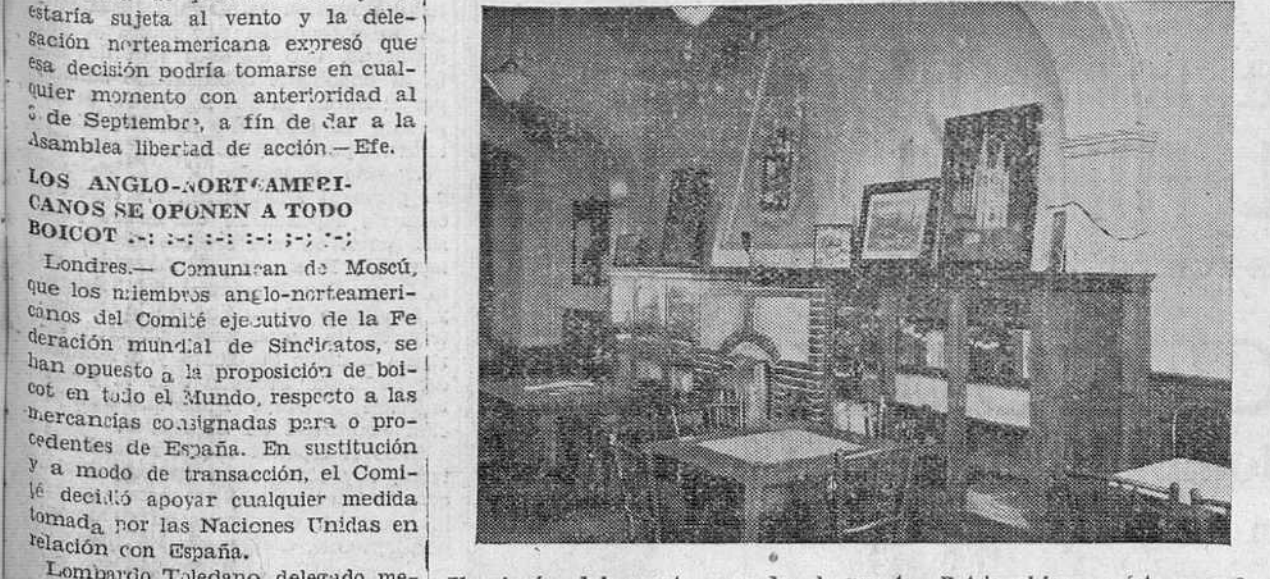 estaría sujeta al vento y la dele-
gación norteamericana expresó que
esa decisión podría tomarse en cual-
quier momento con anterioridad al
de Septiembre, a fín de dar a la
Asamblea libertad de acción.—Efe.
LOS ANGLO-NORTEAMERI-
CANOS SE OPONEN A TODO
BOICOT :-: :-: :-: :-: :-: :-:
Londres.— Comunican de Moscú,
que los miembros anglo-norteameri-
canos del Comité ejecutivo de la Fe
deración mundial de Sindicatos, se
han opuesto a la proposición de boi-
cot en todo el Mundo, respecto a las
mercancías consignadas para o pro-
cedentes de España. En sustitución
y a modo de transacción, el Comi-
té decidió apoyar cualquier medida
tomada por las Naciones Unidas en
relación con España.
Lombardo Toledano, delegado me-